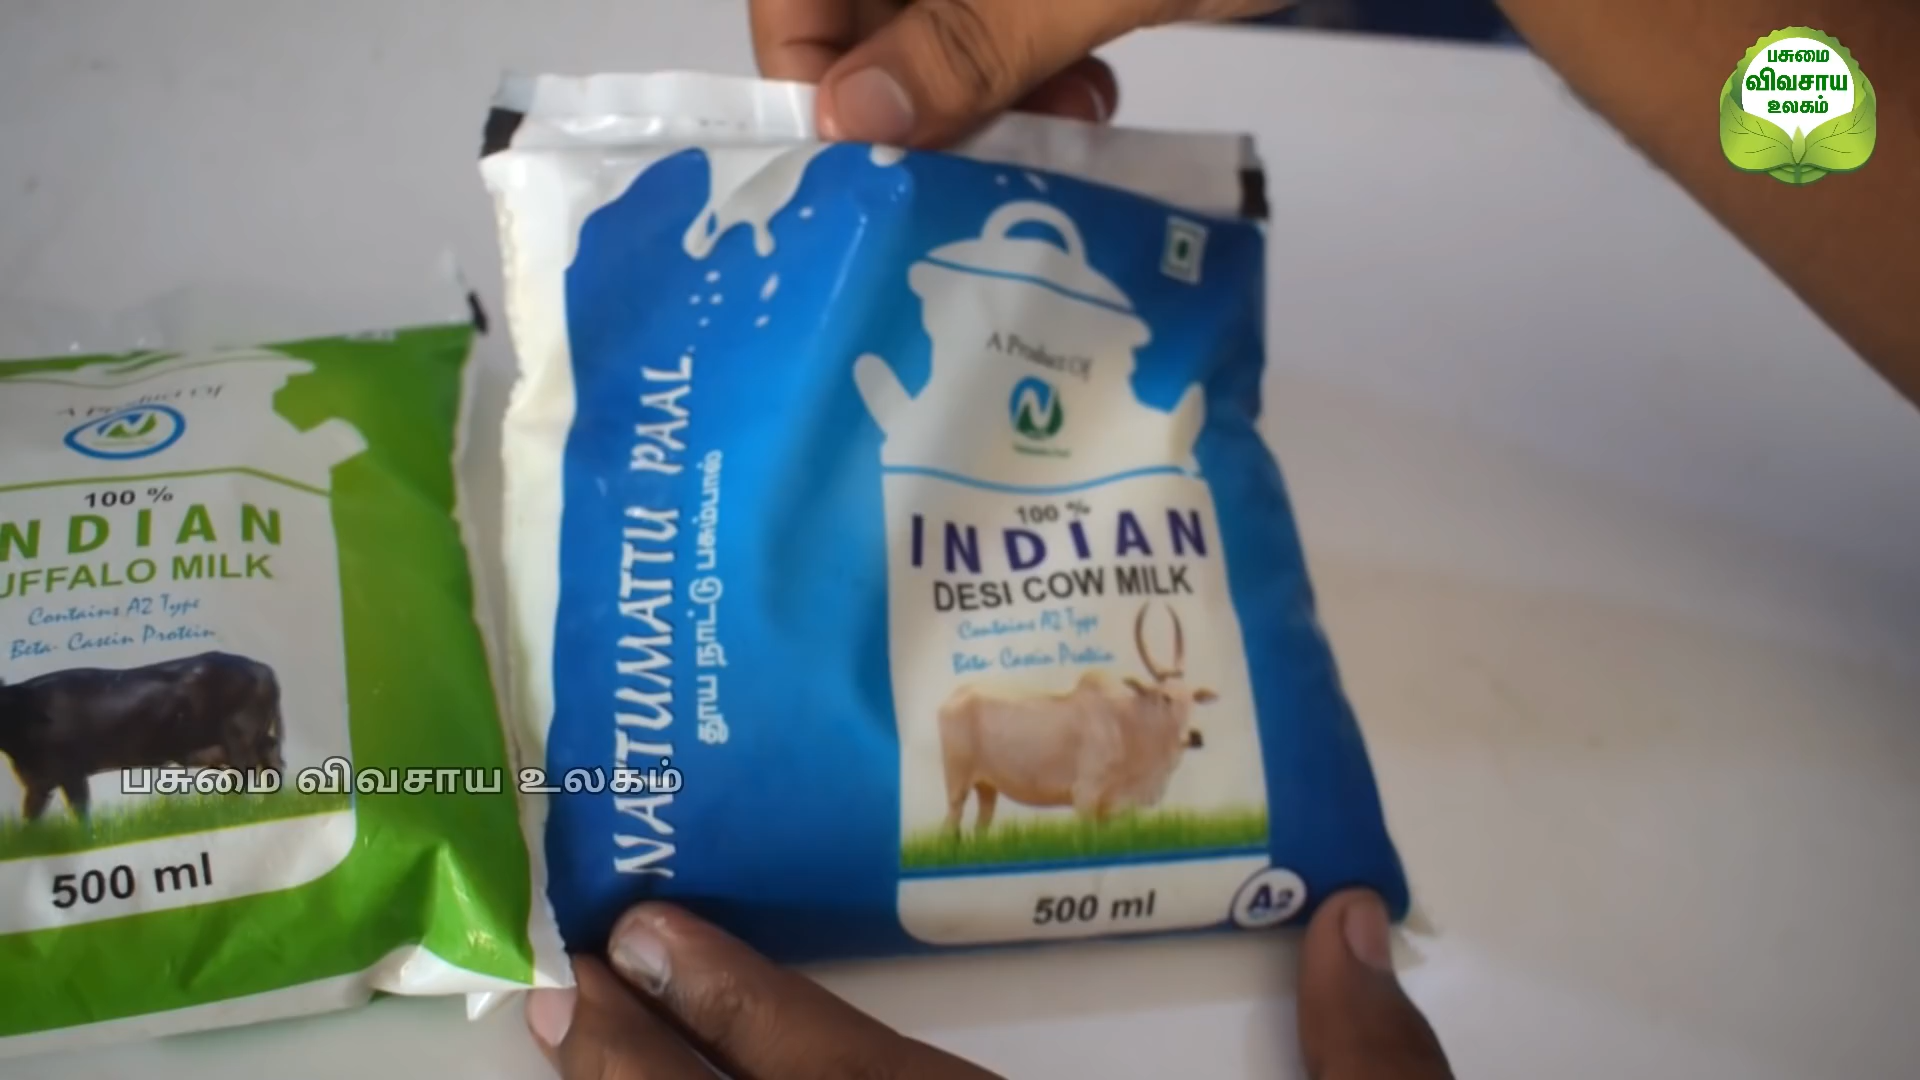 பசுமை
விவசாய
உலகம்
A Product Of
100 %
INDIAN
DESI COW MILK
Contains A2 Type
Beta- Casein Protein
500 ml
A2
NATTUMATTU PAAL
தூய நாட்டு பசும்பால்
A Product Of
100 %
NDIAN
UFFALO MILK
Contains A2 Type
Beta- Casein Protein
500 ml
பசுமை விவசாய உலகம்